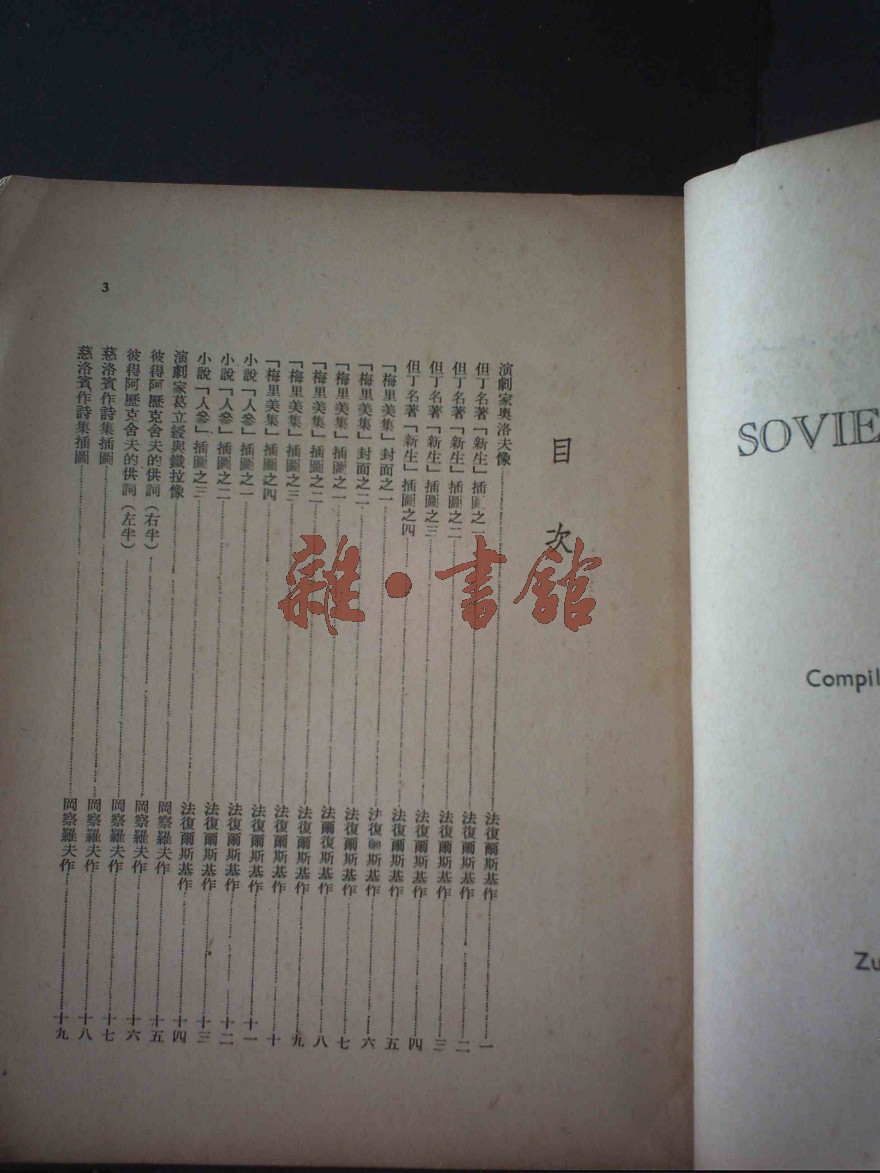 3
目次
演劇家奧洛夫像……法復爾斯基作……一
但丁名著「新生」插圖之一……法復爾斯基作……二
但丁名著「新生」插圖之二……法復爾斯基作……三
但丁名著「新生」插圖之三……法復爾斯基作……四
但丁名著「新生」插圖之四……法復爾斯基作……五
「梅里美集」封面之一……法復爾斯基作……六
「梅里美集」封面之二……法復爾斯基作……七
「梅里美集」插圖之一……法爾復斯基作……八
「梅里美集」插圖之二……法復爾斯基作……九
「梅里美集」插圖之三……法復爾斯基作……十
「梅里美集」插圖之四……法復爾斯基作……十一
小說「人參」插圖之一……法復爾斯基作……十二
小說「人參」插圖之二……法復爾斯基作……十三
小說「人參」插圖之三……法復爾斯基作……十四
演劇家葛立綬與鐵拉像……岡察羅夫作……十五
彼得阿歷克舍夫的供詞（右半）……岡察羅夫作……十六
彼得阿歷克舍夫的供詞（左半）……岡察羅夫作……十七
慈洛賓作詩集插圖……岡察羅夫作……十八
慈洛賓作詩集插圖……岡察羅夫作……十九
雜·書館
SOVIE
Compil
Zu